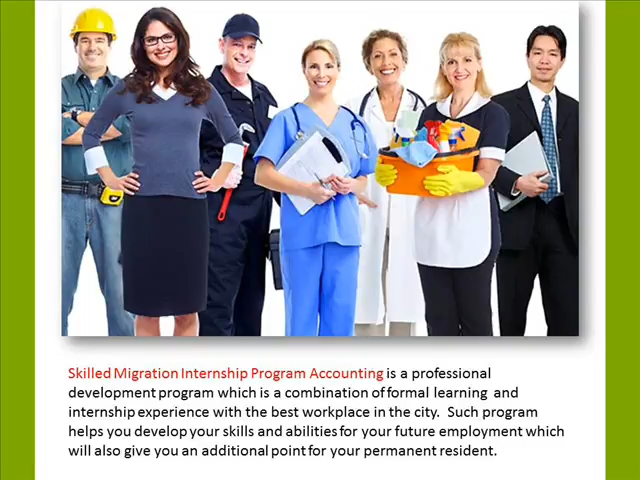 Skilled Migration Internship Program Accounting is a professional
development program which is a combination of formal learning and
internship experience with the best workplace in the city. Such program
helps you develop your skills and abilities for your future employment which
will also give you an additional point for your permanent resident.